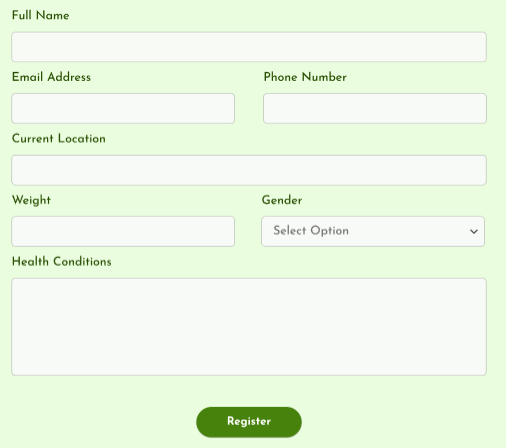 Full Name
Email Address Phone Number
Current Location
Weight Gender
Select Option
Health Conditions
Register